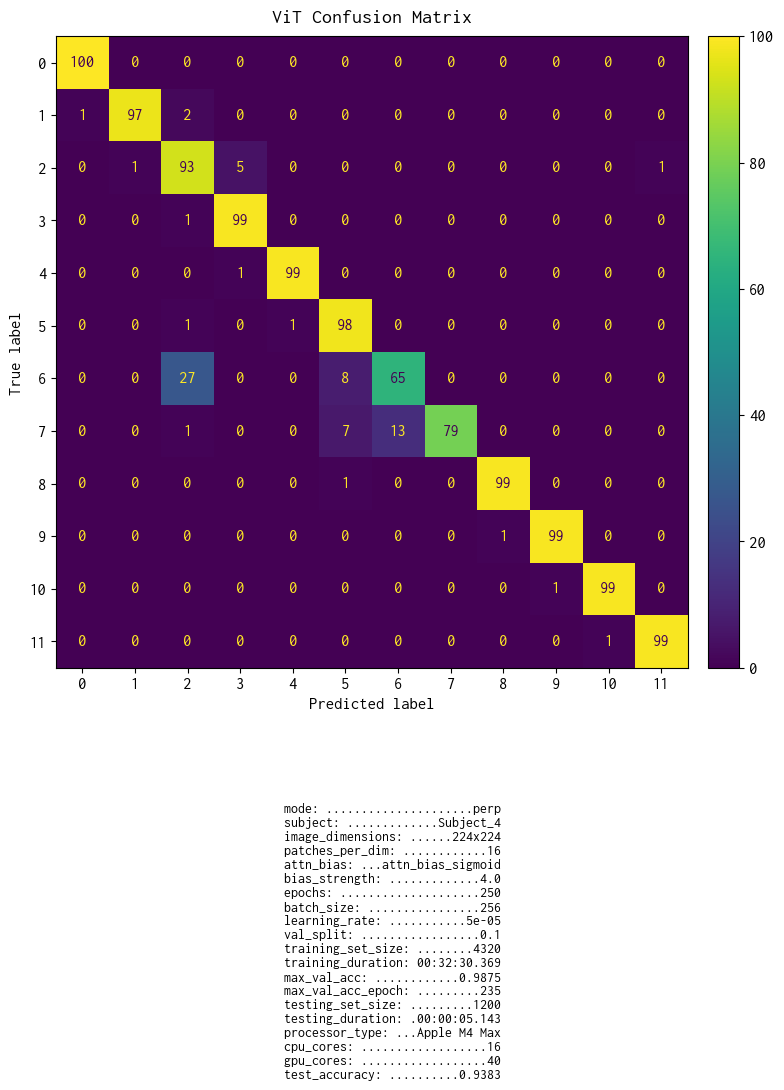 ViT Confusion Matrix
True label
0 100 0 0 0 0 0 0 0 0 0 0 0
1 1 97 2 0 0 0 0 0 0 0 0 0
2 0 1 93 5 0 0 0 0 0 0 0 1
3 0 0 1 99 0 0 0 0 0 0 0 0
4 0 0 0 1 99 0 0 0 0 0 0 0
5 0 0 1 0 1 98 0 0 0 0 0 0
6 0 0 27 0 0 8 65 0 0 0 0 0
7 0 0 1 0 0 7 13 79 0 0 0 0
8 0 0 0 0 0 1 0 0 99 0 0 0
9 0 0 0 0 0 0 0 0 1 99 0 0
10 0 0 0 0 0 0 0 0 0 1 99 0
11 0 0 0 0 0 0 0 0 0 0 1 99
0 1 2 3 4 5 6 7 8 9 10 11
Predicted label
100
80
60
40
20
0
mode: .....................perp
subject: .............Subject_4
image_dimensions: ......224x224
patches_per_dim: ............16
attn_bias: ...attn_bias_sigmoid
bias_strength: .............4.0
epochs: ....................250
batch_size: ................256
learning_rate: ...........5e-05
val_split: .................0.1
training_set_size: ........4320
training_duration: 00:32:30.369
max_val_acc: ............0.9875
max_val_acc_epoch: .........235
testing_set_size: .........1200
testing_duration: .00:00:05.143
processor_type: ...Apple M4 Max
cpu_cores: ..................16
gpu_cores: ..................40
test_accuracy: ..........0.9383